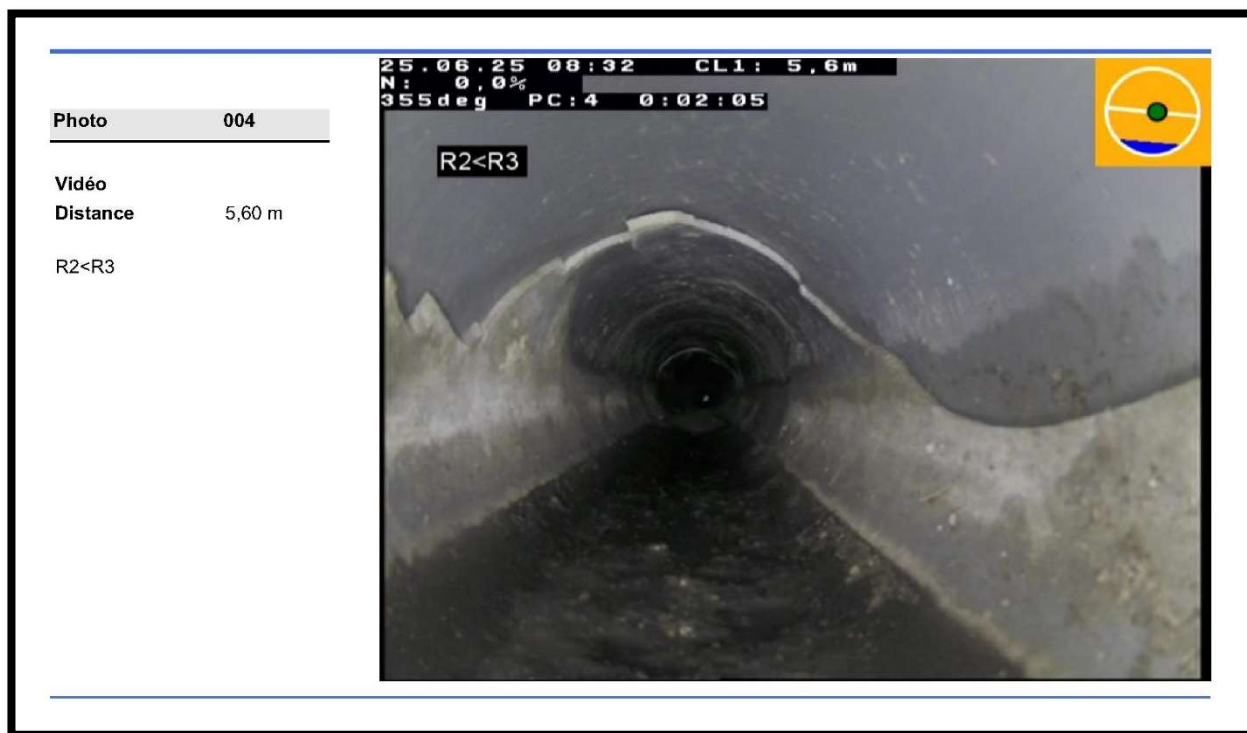 Photo 004
Vidéo
Distance 5,60 m
R2<R3
25.06.25 08:32 CL1: 5,6m
N: 0,0%
355deg PC:4 0:02:05
R2<R3